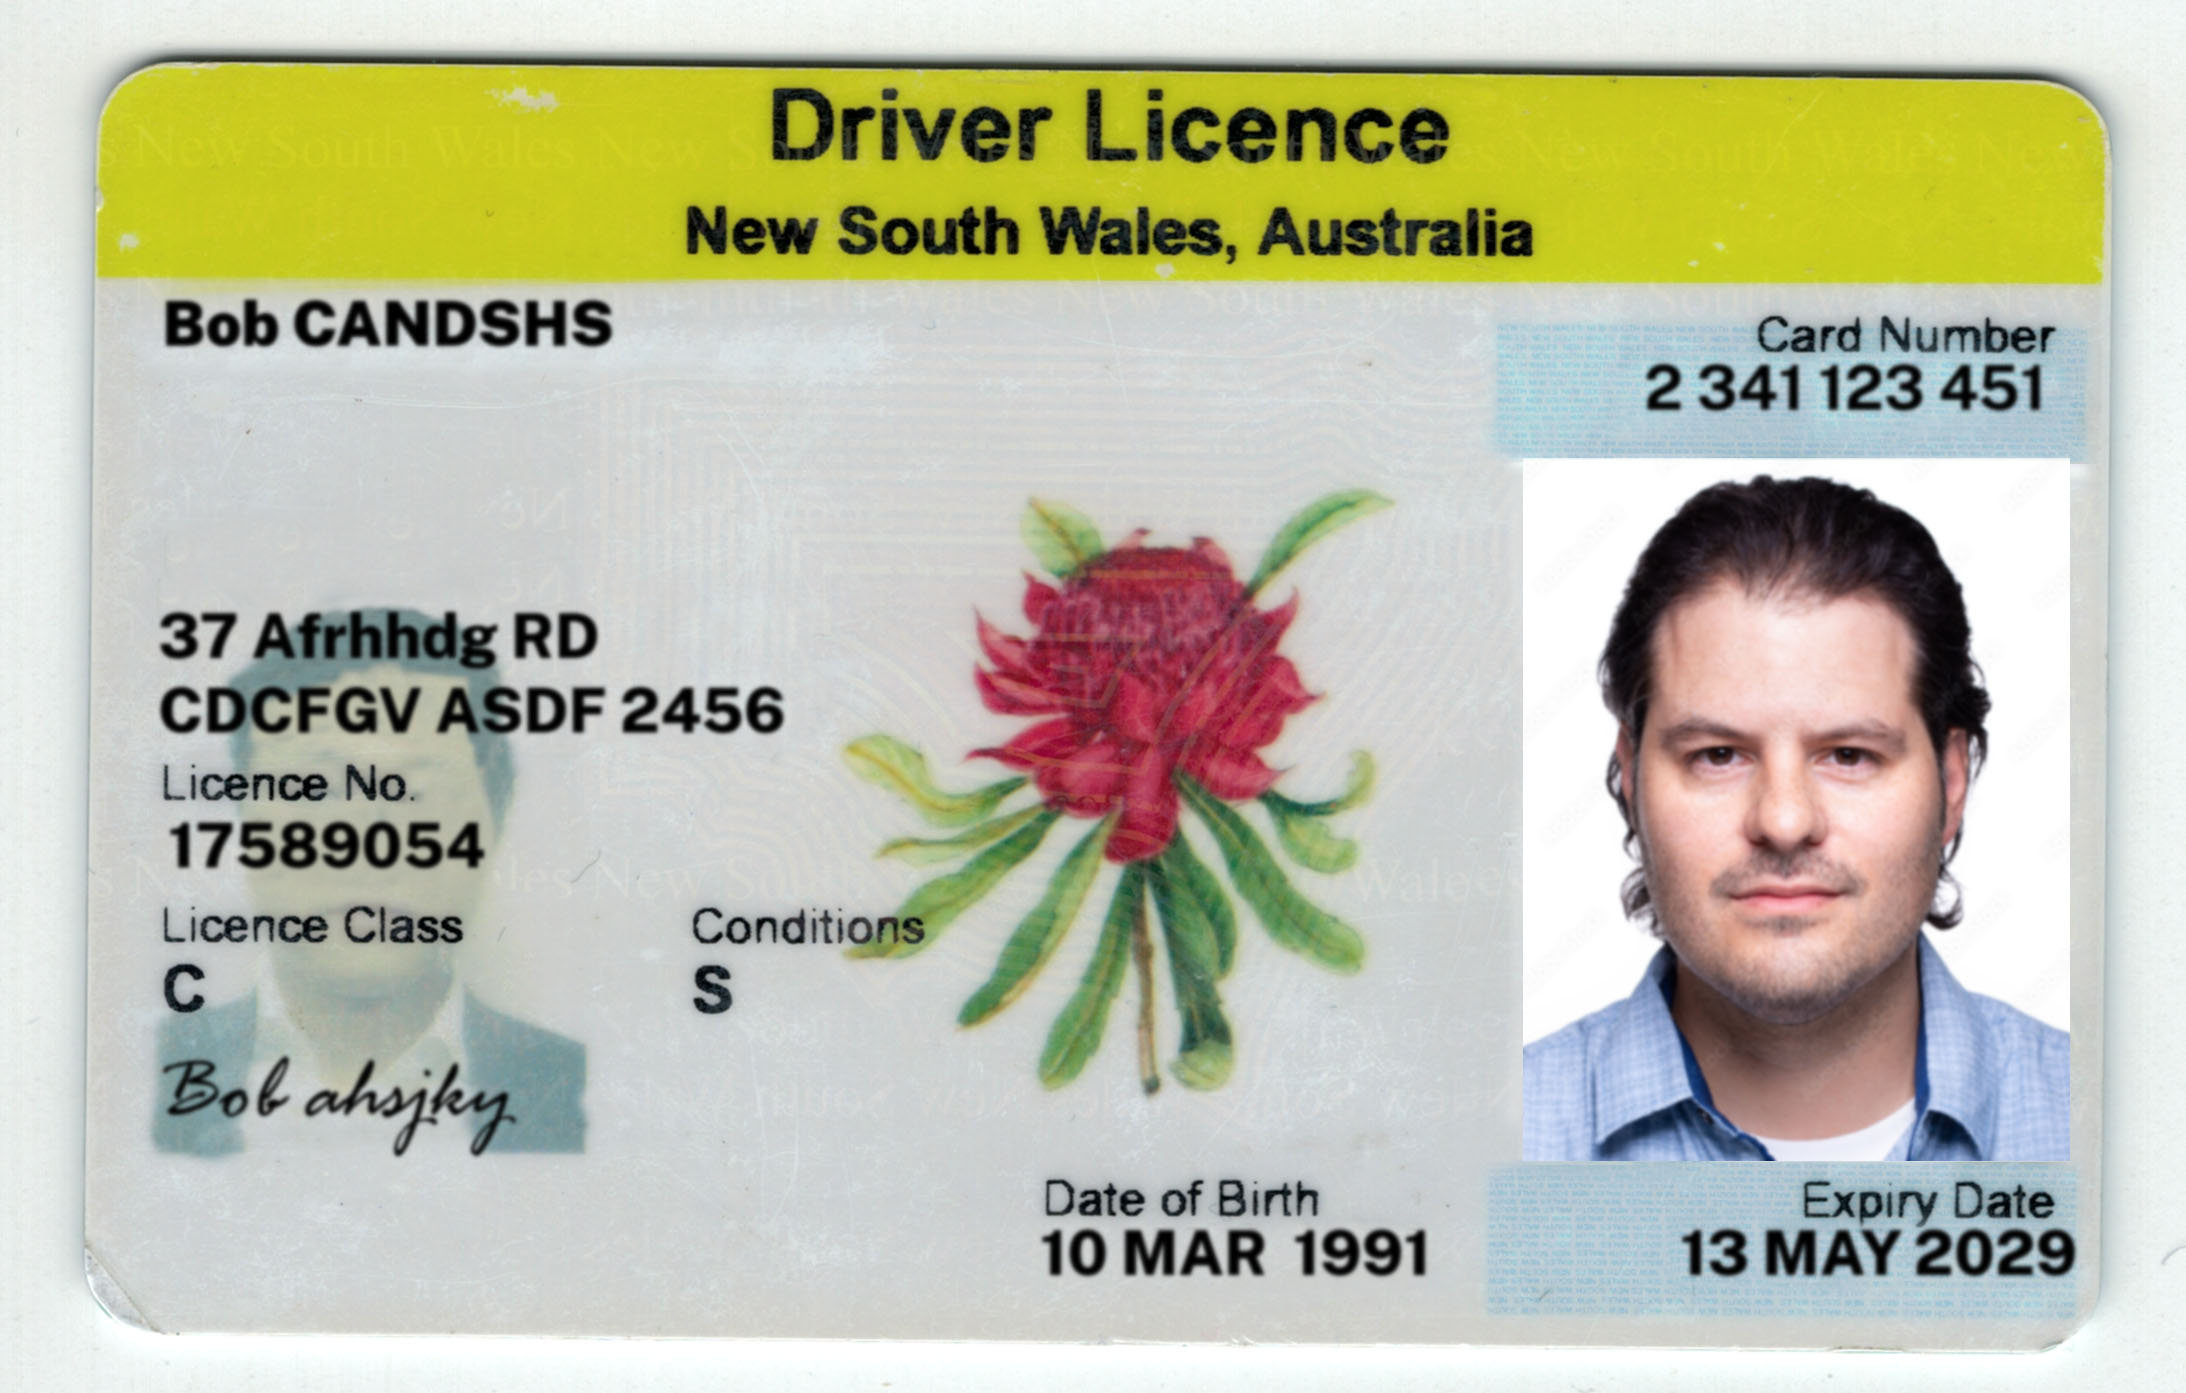 Driver Licence
New South Wales, Australia
Bob CANDSHS
Card Number
2 341 123 451
37 Afrhhdg RD
CDCFGV ASDF 2456
Licence No.
17589054
Licence Class
Conditions
C
S
Bob ahsjky
Date of Birth
10 MAR 1991
Expiry Date
13 MAY 2029